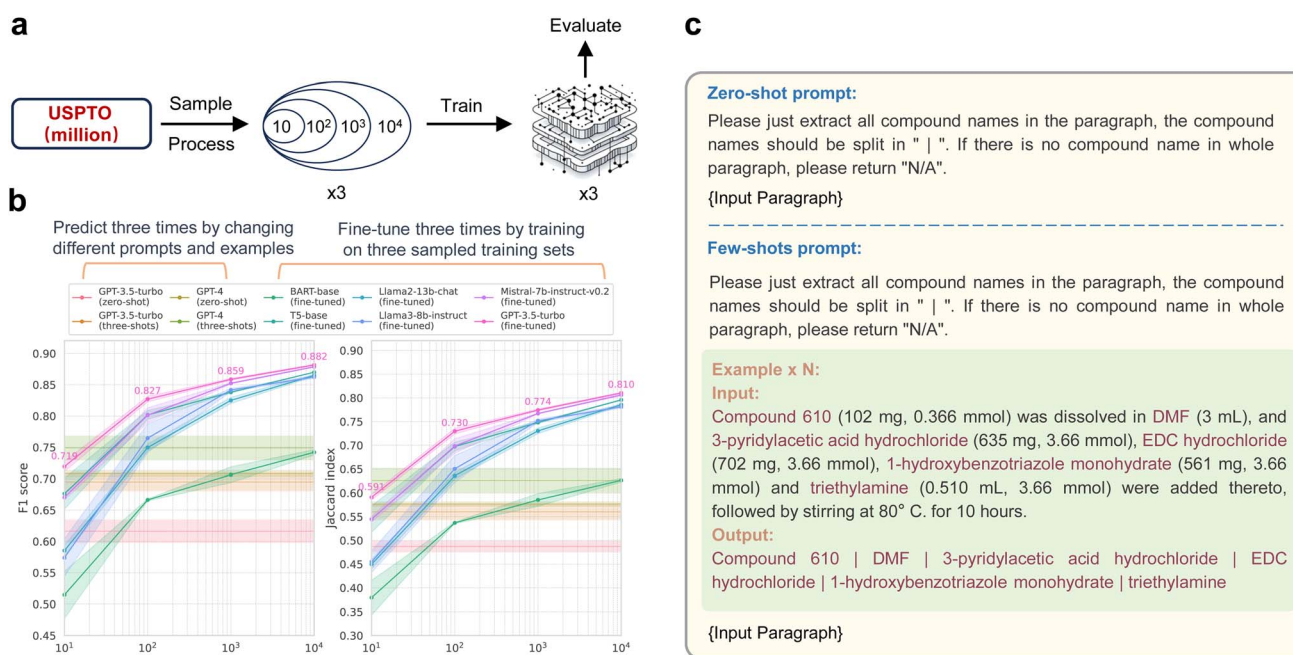 a
USPTO
(million)
Sample
Process
10
10²
10³
10⁴
x3
Train
Evaluate
x3
b
Predict three times by changing
different prompts and examples
Fine-tune three times by training
on three sampled training sets
GPT-3.5-turbo
(zero-shot)
GPT-3.5-turbo
(three-shots)
GPT-4
(zero-shot)
GPT-4
(three-shots)
BART-base
(fine-tuned)
T5-base
(fine-tuned)
Llama2-13b-chat
(fine-tuned)
Llama3-8b-instruct
(fine-tuned)
Mistral-7b-instruct-v0.2
(fine-tuned)
GPT-3.5-turbo
(fine-tuned)
F1 score
0.90
0.85
0.80
0.75
0.70
0.65
0.60
0.55
0.50
0.45
0.719
0.827
0.859
0.882
10¹
10²
10³
10⁴
Jaccard index
0.90
0.85
0.80
0.75
0.70
0.65
0.60
0.55
0.50
0.45
0.40
0.35
0.30
0.591
0.730
0.774
0.810
10¹
10²
10³
10⁴
c
Zero-shot prompt:
Please just extract all compound names in the paragraph, the compound
names should be split in " | ". If there is no compound name in whole
paragraph, please return "N/A".
{Input Paragraph}
Few-shots prompt:
Please just extract all compound names in the paragraph, the compound
names should be split in " | ". If there is no compound name in whole
paragraph, please return "N/A".
Example x N:
Input:
Compound 610 (102 mg, 0.366 mmol) was dissolved in DMF (3 mL), and
3-pyridylacetic acid hydrochloride (635 mg, 3.66 mmol), EDC hydrochloride
(702 mg, 3.66 mmol), 1-hydroxybenzotriazole monohydrate (561 mg, 3.66
mmol) and triethylamine (0.510 mL, 3.66 mmol) were added thereto,
followed by stirring at 80° C. for 10 hours.
Output:
Compound 610 | DMF | 3-pyridylacetic acid hydrochloride | EDC
hydrochloride | 1-hydroxybenzotriazole monohydrate | triethylamine
{Input Paragraph}